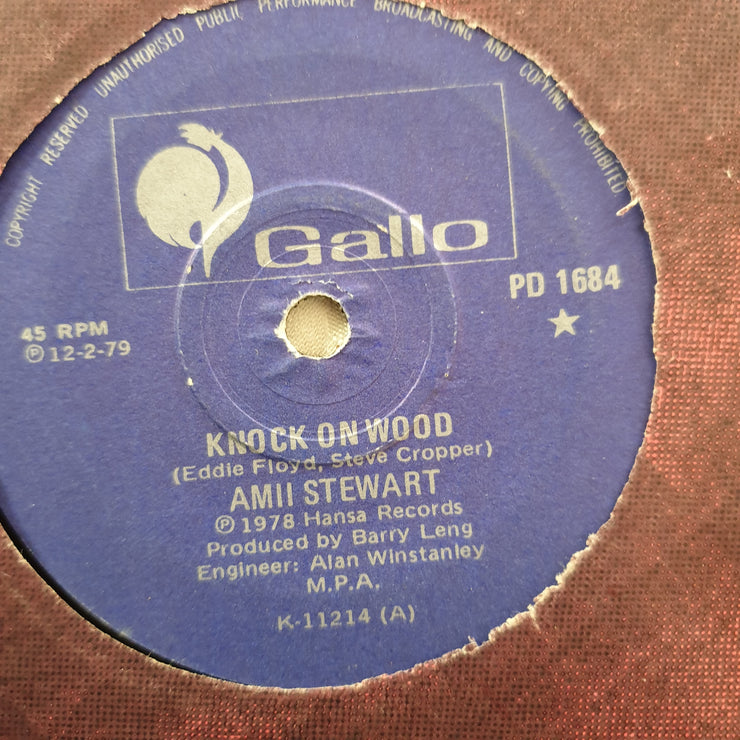 COPYRIGHT RESERVED UNAUTHORISED PUBLIC PERFORMANCE BROADCASTING AND COPYING PROHIBITED
Gallo
PD 1684
45 RPM
Ⓟ 12-2-79
KNOCK ON WOOD
(Eddie Floyd, Steve Cropper)
AMII STEWART
Ⓟ 1978 Hansa Records
Produced by Barry Leng
Engineer: Alan Winstanley
M.P.A.
K-11214 (A)